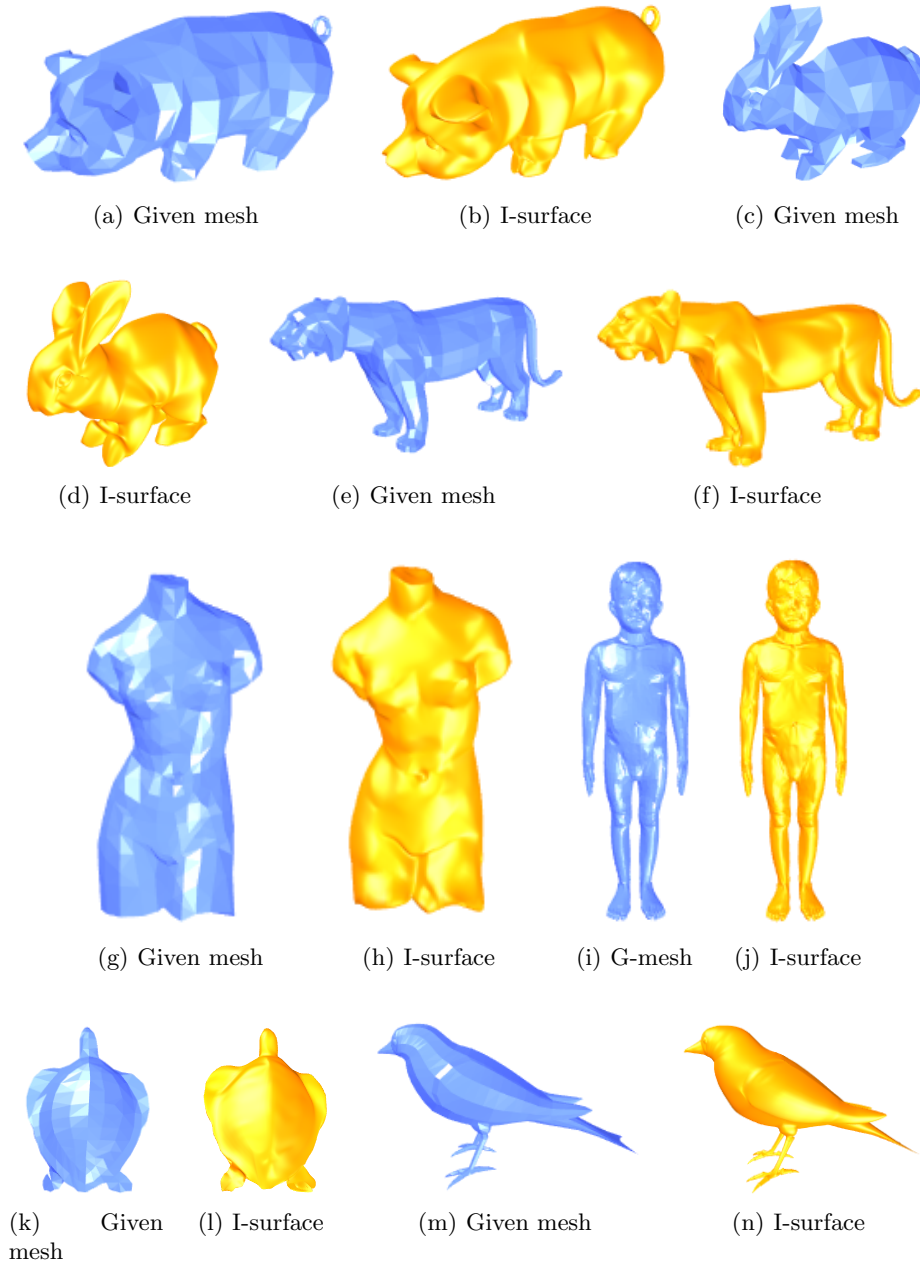 (a) Given mesh
(b) I-surface
(c) Given mesh
(d) I-surface
(e) Given mesh
(f) I-surface
(g) Given mesh
(h) I-surface
(i) G-mesh
(j) I-surface
(k) Given
mesh
(l) I-surface
(m) Given mesh
(n) I-surface